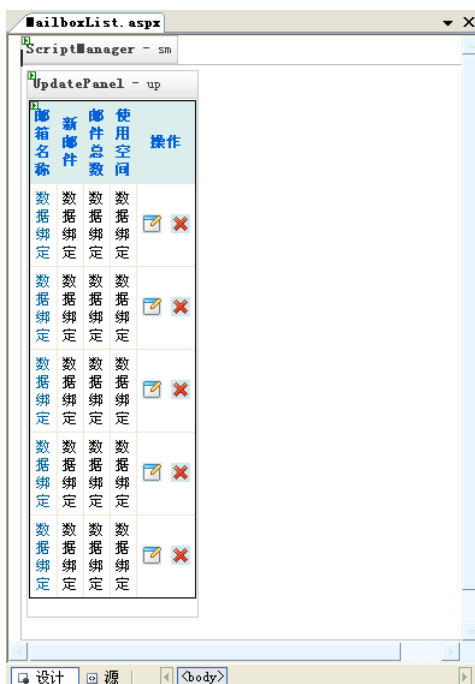 MailboxList.aspx
ScriptManager - sm
UpdatePanel - up
邮箱名称 新邮件 邮件总数 使用空间 操作
数据绑定 数据绑定 数据绑定 数据绑定
数据绑定 数据绑定 数据绑定 数据绑定
数据绑定 数据绑定 数据绑定 数据绑定
数据绑定 数据绑定 数据绑定 数据绑定
数据绑定 数据绑定 数据绑定 数据绑定
设计 源 <body>